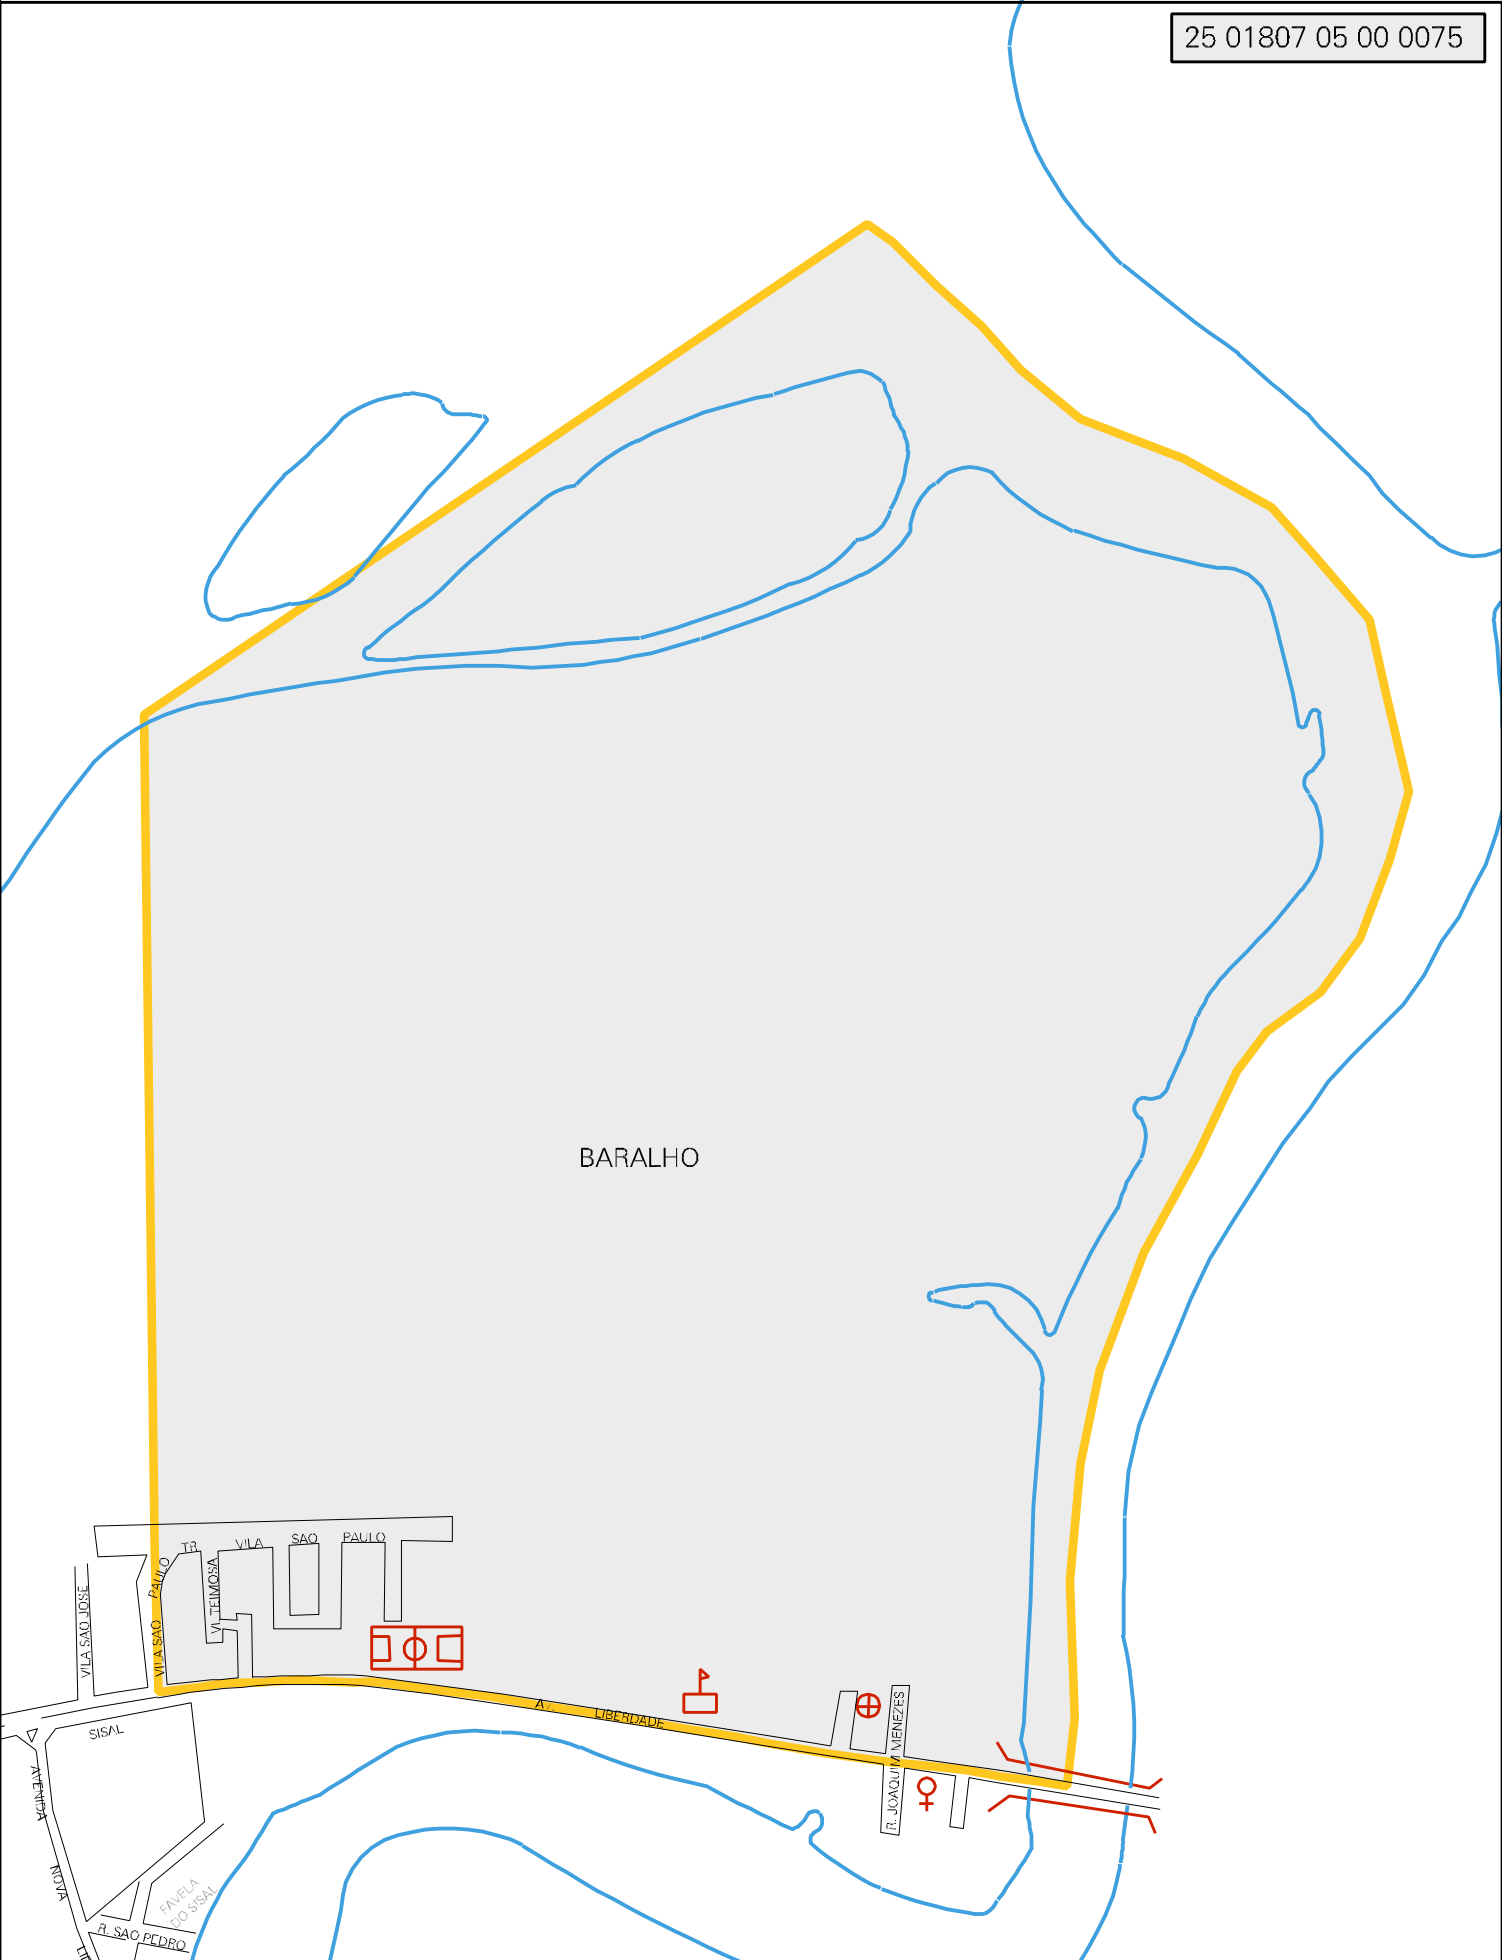 25 01807 05 00 0075
BARALHO
TR
VILA
SAO
PAULO
VILA SAO
PAULO
VL TEIMOSA
VILA SAO JOSE
AV.
LIBERDADE
R. JOAQUIM MENEZES
SISAL
AVENIDA
NOVA
FAVELA
DO SISAL
R. SAO PEDRO